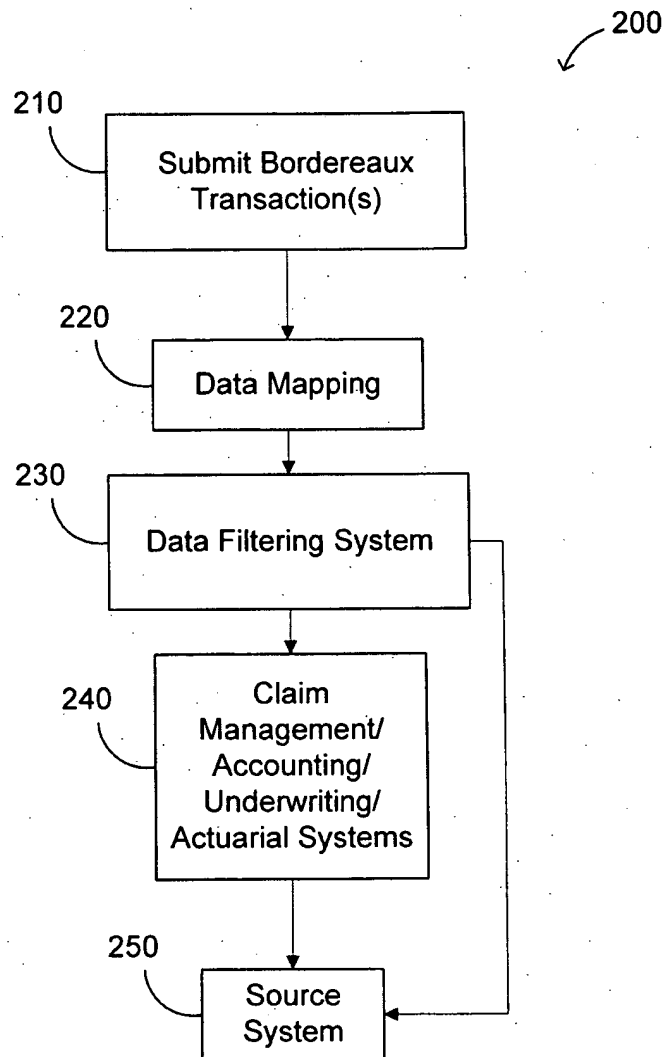 200
210
Submit Bordereaux
Transaction(s)
220
Data Mapping
230
Data Filtering System
240
Claim
Management/
Accounting/
Underwriting/
Actuarial Systems
250
Source
System